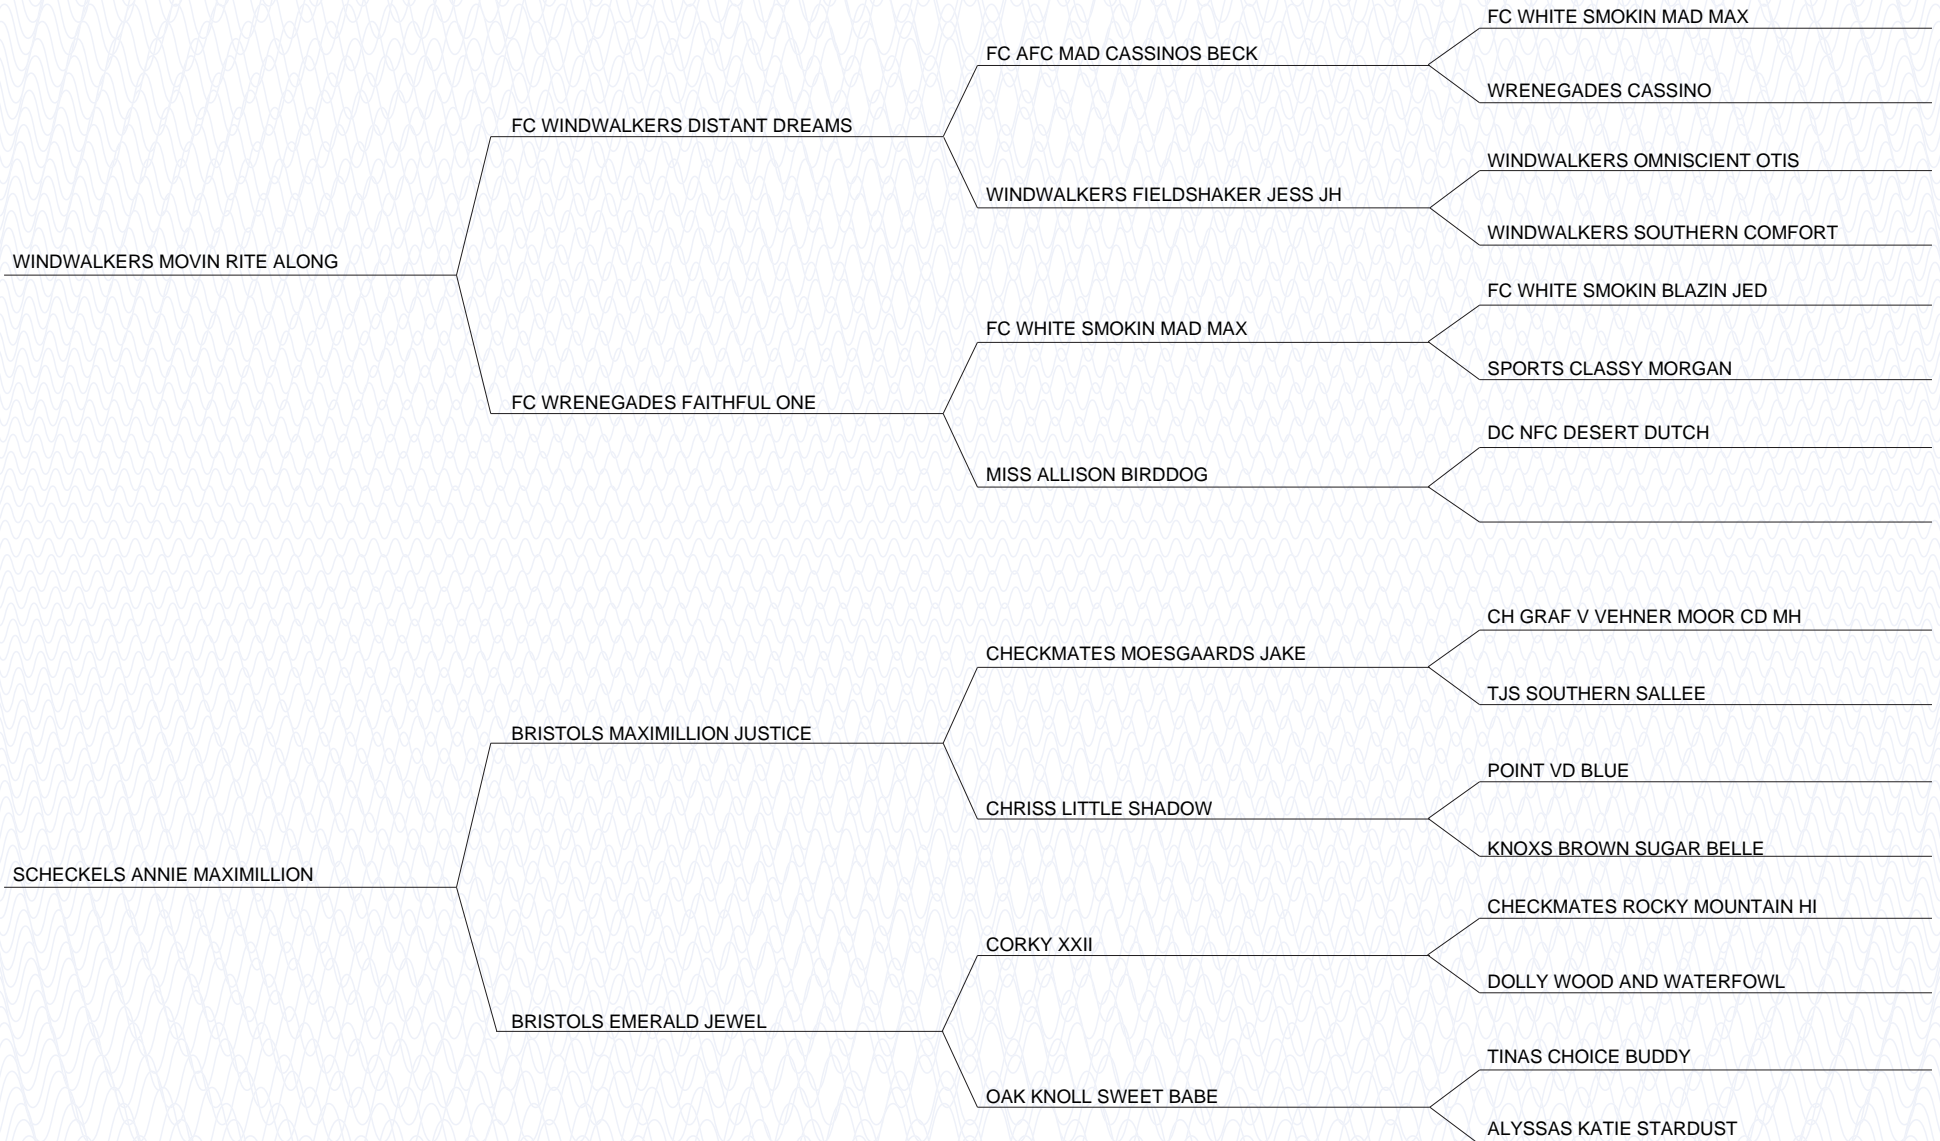 FC WHITE SMOKIN MAD MAX
FC AFC MAD CASSINOS BECK
WRENEGADES CASSINO
FC WINDWALKERS DISTANT DREAMS
WINDWALKERS OMNISCIENT OTIS
WINDWALKERS FIELDSHAKER JESS JH
WINDWALKERS SOUTHERN COMFORT
WINDWALKERS MOVIN RITE ALONG
FC WHITE SMOKIN BLAZIN JED
FC WHITE SMOKIN MAD MAX
SPORTS CLASSY MORGAN
FC WRENEGADES FAITHFUL ONE
DC NFC DESERT DUTCH
MISS ALLISON BIRDDOG
CH GRAF V VEHNER MOOR CD MH
CHECKMATES MOESGAARDS JAKE
TJS SOUTHERN SALLEE
BRISTOLS MAXIMILLION JUSTICE
POINT VD BLUE
CHRISS LITTLE SHADOW
KNOXS BROWN SUGAR BELLE
SCHECKELS ANNIE MAXIMILLION
CHECKMATES ROCKY MOUNTAIN HI
CORKY XXII
DOLLY WOOD AND WATERFOWL
BRISTOLS EMERALD JEWEL
TINAS CHOICE BUDDY
OAK KNOLL SWEET BABE
ALYSSAS KATIE STARDUST